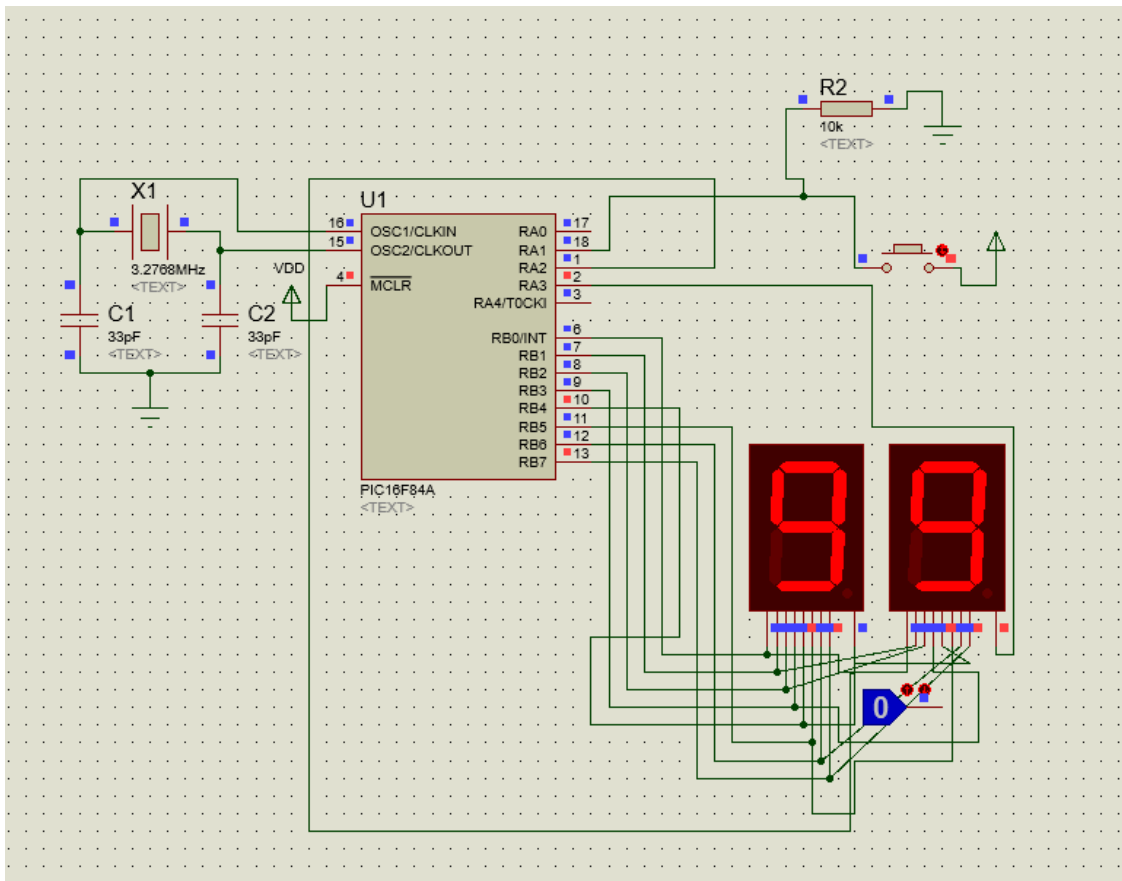 R2
10k
<TEXT>
X1
3.2768MHz
<TEXT>
VDD
C1
33pF
<TEXT>
C2
33pF
<TEXT>
U1
16
OSC1/CLKIN
15
OSC2/CLKOUT
4
MCLR
RA0
17
RA1
18
RA2
1
RA3
2
RA4/T0CKI
3
RB0/INT
6
RB1
7
RB2
8
RB3
9
RB4
10
RB5
11
RB6
12
RB7
13
PIC16F84A
<TEXT>
9
9
0